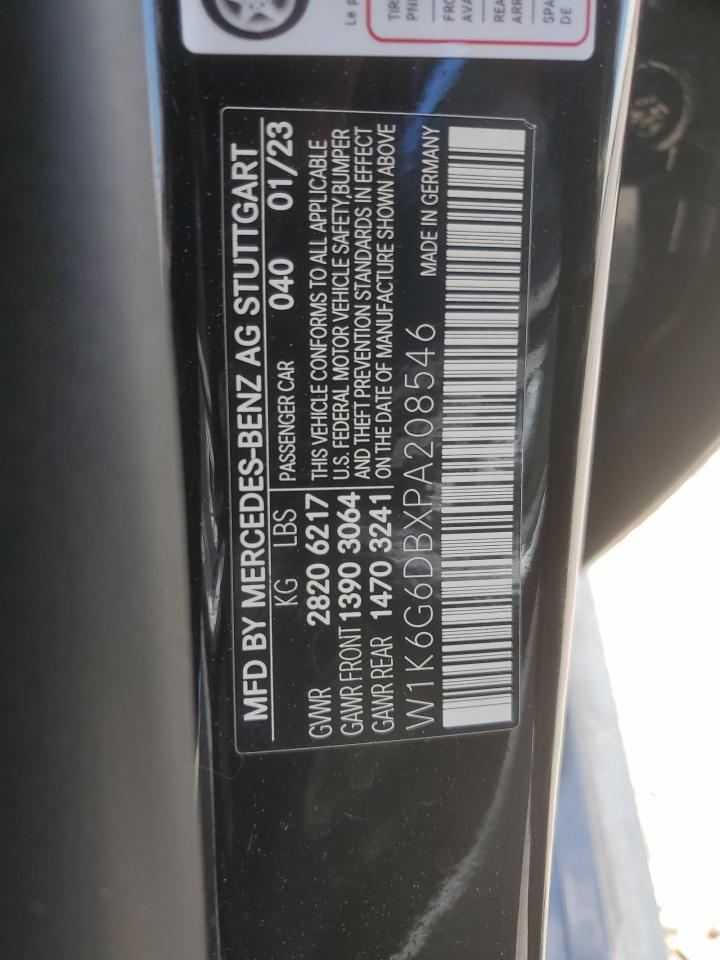 MFD BY MERCEDES-BENZ AG STUTTGART
KG LBS PASSENGER CAR 040 01/23
GVWR 2820 6217 THIS VEHICLE CONFORMS TO ALL APPLICABLE
GAWR FRONT 1390 3064 U.S. FEDERAL MOTOR VEHICLE SAFETY, BUMPER
GAWR REAR 1470 3241 AND THEFT PREVENTION STANDARDS IN EFFECT
ON THE DATE OF MANUFACTURE SHOWN ABOVE
W1K6G6DBXPA208546 MADE IN GERMANY
Le
DE